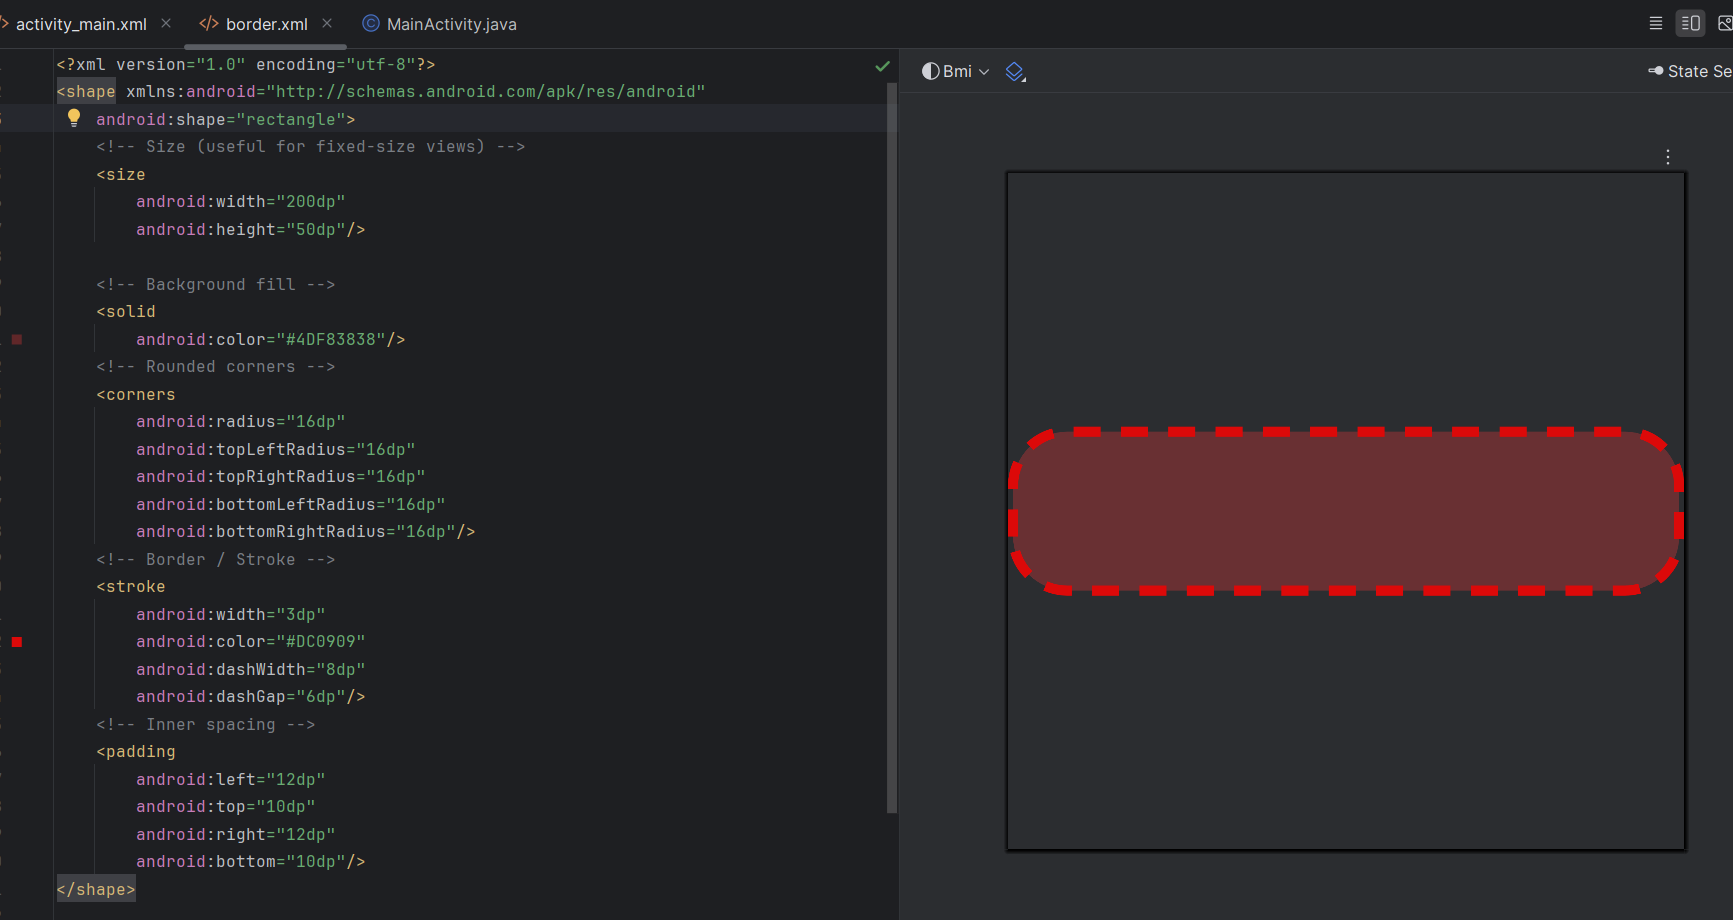 activity_main.xml
border.xml
MainActivity.java
<?xml version="1.0" encoding="utf-8"?>
<shape xmlns:android="http://schemas.android.com/apk/res/android"
android:shape="rectangle">
<!-- Size (useful for fixed-size views) -->
<size
android:width="200dp"
android:height="50dp"/>
<!-- Background fill -->
<solid
android:color="#4DF83838"/>
<!-- Rounded corners -->
<corners
android:radius="16dp"
android:topLeftRadius="16dp"
android:topRightRadius="16dp"
android:bottomLeftRadius="16dp"
android:bottomRightRadius="16dp"/>
<!-- Border / Stroke -->
<stroke
android:width="3dp"
android:color="#DC0909"
android:dashWidth="8dp"
android:dashGap="6dp"/>
<!-- Inner spacing -->
<padding
android:left="12dp"
android:top="10dp"
android:right="12dp"
android:bottom="10dp"/>
</shape>
Bmi
State Se